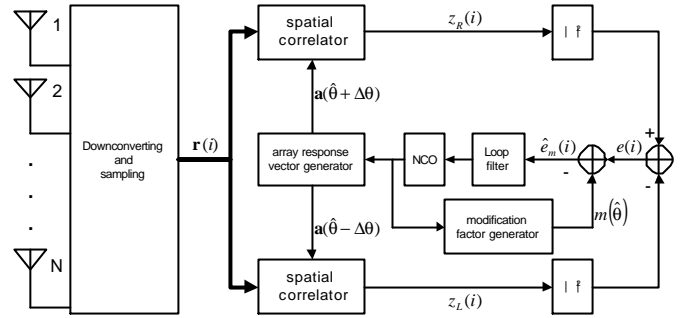 1
2
.
.
.
N
Downconverting
and
sampling
r(i)
spatial
correlator
z_R(i)
| |²
a(θ̂ + Δθ)
array response
vector generator
NCO
Loop
filter
ê_m(i)
-
e(i)
+
-
modification
factor generator
m(θ̂)
a(θ̂ − Δθ)
spatial
correlator
z_L(i)
| |²